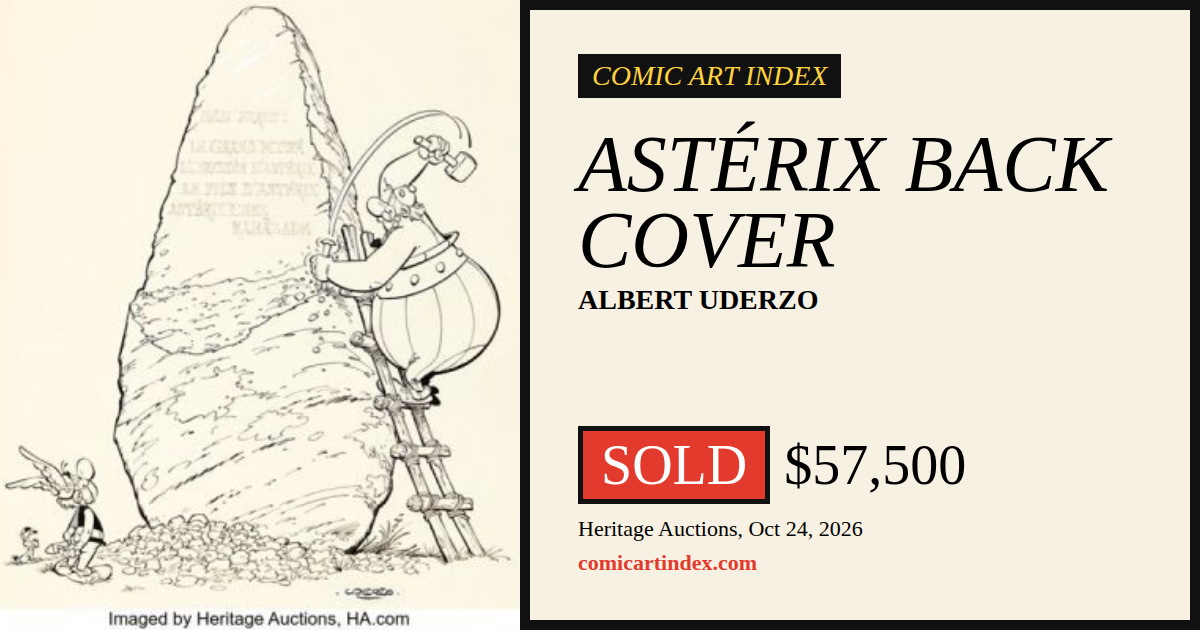 COMIC ART INDEX
ASTÉRIX BACK
COVER
ALBERT UDERZO
SOLD $57,500
Heritage Auctions, Oct 24, 2026
comicartindex.com
UDERZO
Imaged by Heritage Auctions, HA.com